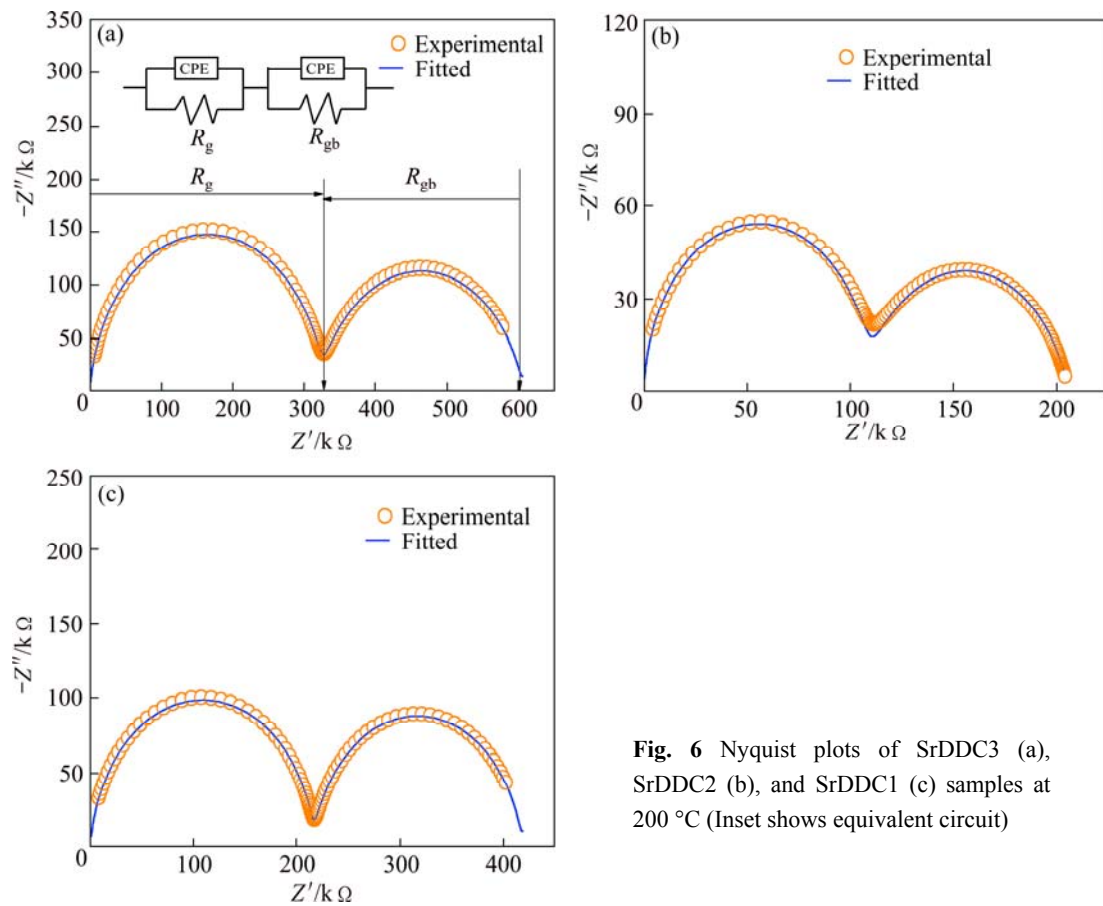 350
(a)
Experimental
Fitted
CPE
CPE
300
250
R_g
R_gb
200
R_g
R_gb
−Z″/k Ω
150
100
50
0
0 100 200 300 400 500 600
Z′/k Ω
120
(b)
Experimental
Fitted
90
−Z″/k Ω
60
30
0
50
100
150
200
Z′/k Ω
250
(c)
Experimental
Fitted
200
−Z″/k Ω
150
100
50
0
0
100
200
300
400
Z′/k Ω
Fig. 6 Nyquist plots of SrDDC3 (a),
SrDDC2 (b), and SrDDC1 (c) samples at
200 °C (Inset shows equivalent circuit)